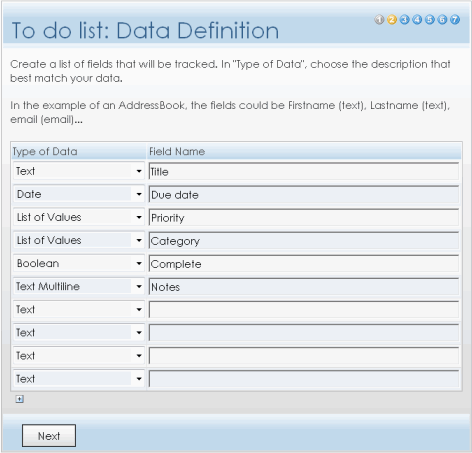 To do list: Data Definition
1 2 3 4 5 6 7
Create a list of fields that will be tracked. In "Type of Data", choose the description that
best match your data.
In the example of an AddressBook, the fields could be Firstname (text), Lastname (text),
email (email)...
Type of Data Field Name
Text Title
Date Due date
List of Values Priority
List of Values Category
Boolean Complete
Text Multiline Notes
Text
Text
Text
Text
Next